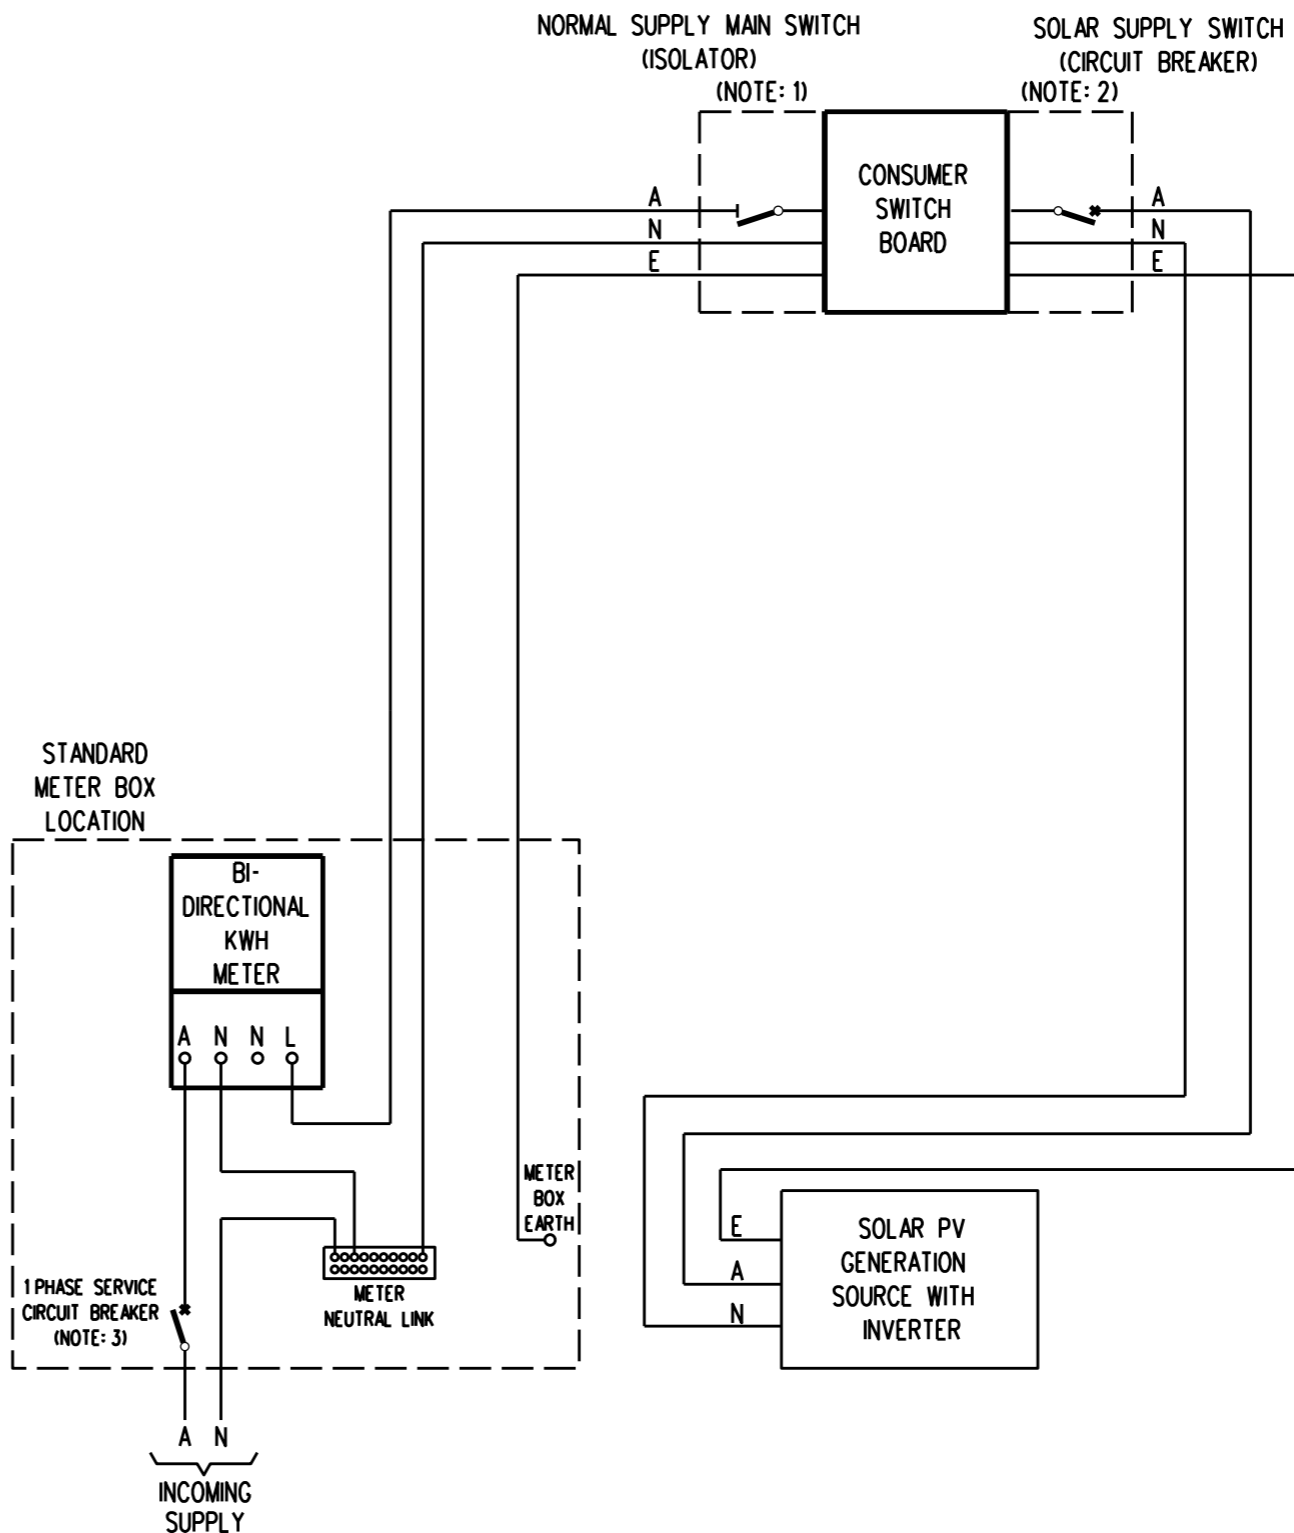 NORMAL SUPPLY MAIN SWITCH
(ISOLATOR)
(NOTE: 1)
SOLAR SUPPLY SWITCH
(CIRCUIT BREAKER)
(NOTE: 2)
CONSUMER
SWITCH
BOARD
A
N
E
A
N
E
STANDARD
METER BOX
LOCATION
BI-
DIRECTIONAL
KWH
METER
A N N L
METER
BOX
EARTH
METER
NEUTRAL LINK
1 PHASE SERVICE
CIRCUIT BREAKER
(NOTE: 3)
E
A
N
SOLAR PV
GENERATION
SOURCE WITH
INVERTER
A N
INCOMING
SUPPLY